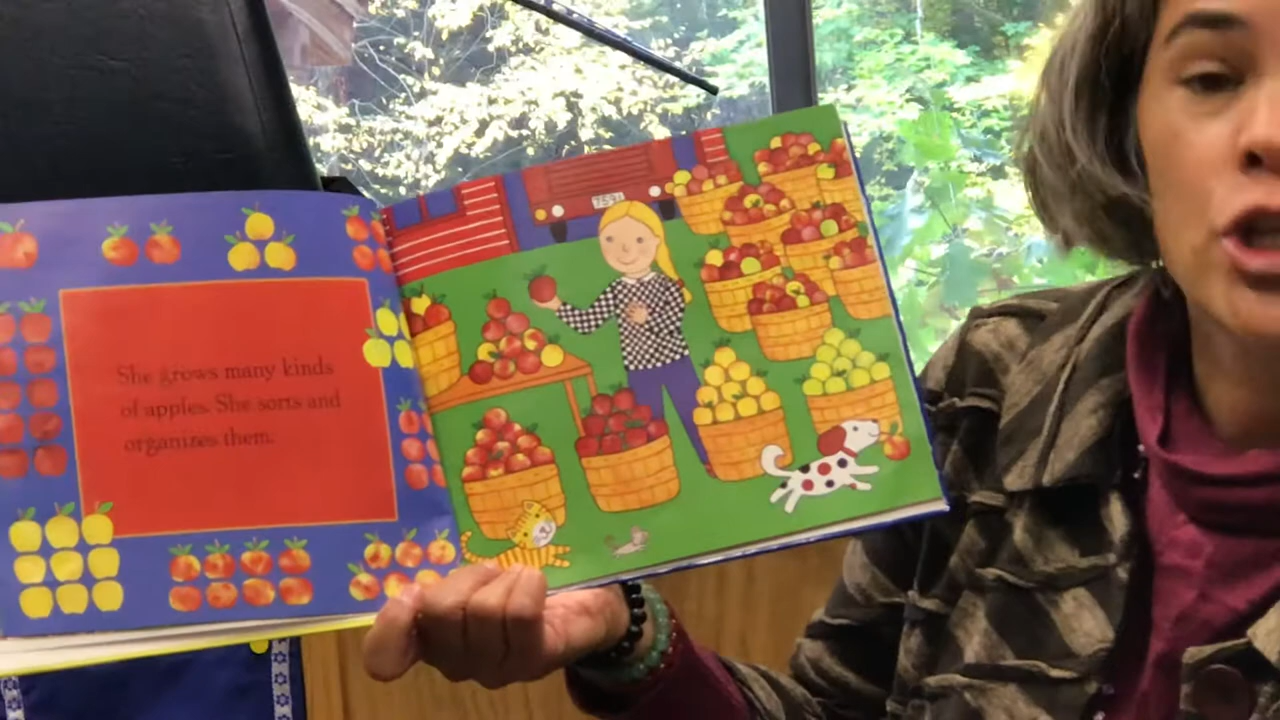 She grows many kinds
of apples. She sorts and
organizes them.